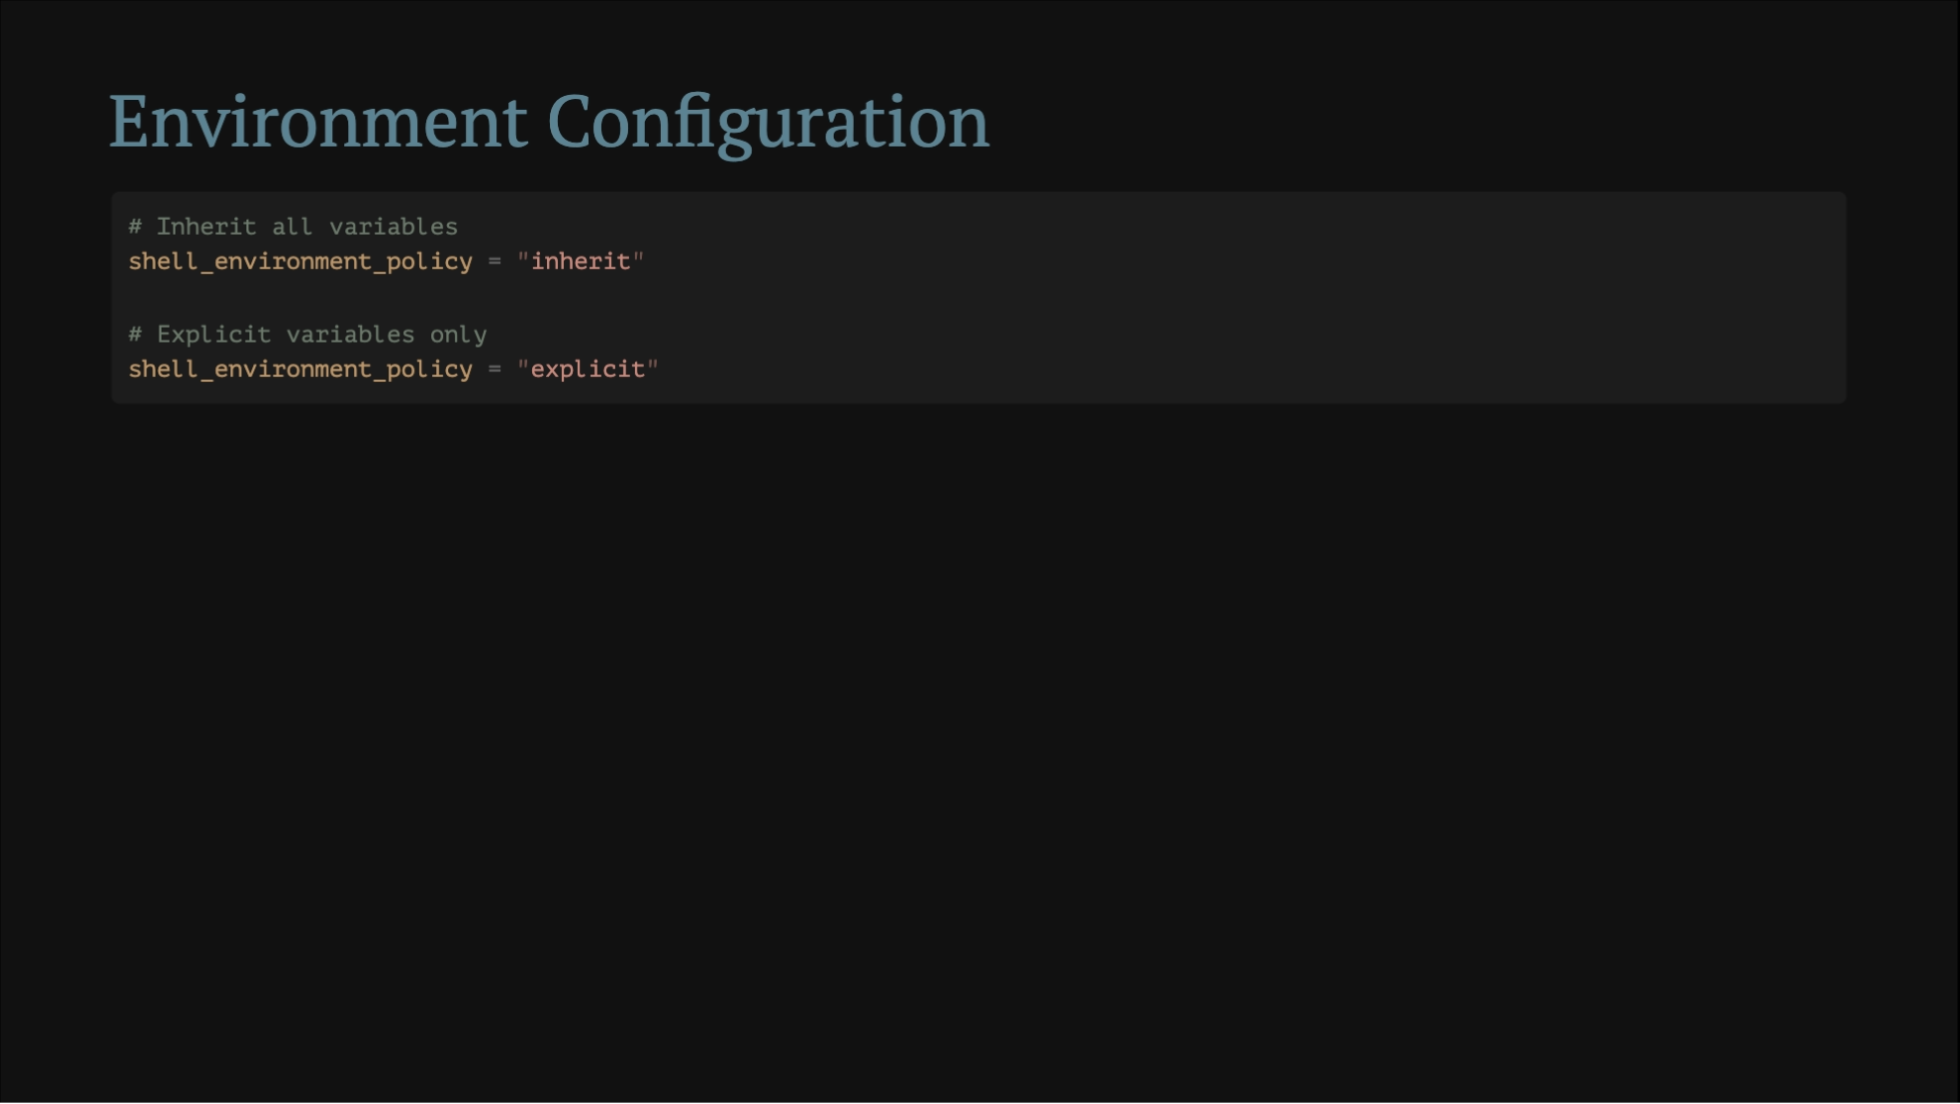 Environment Configuration
# Inherit all variables
shell_environment_policy = "inherit"
# Explicit variables only
shell_environment_policy = "explicit"